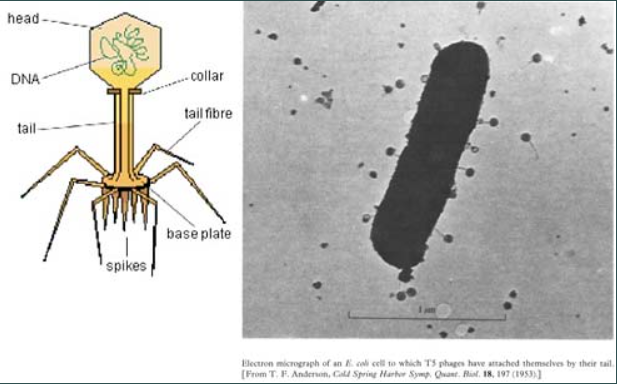 head
DNA
collar
tail
tail fibre
base plate
spikes
1 μm
Electron micrograph of an E. coli cell to which T5 phages have attached themselves by their tail.
[From T. F. Anderson, Cold Spring Harbor Symp. Quant. Biol. 18, 197 (1953).]